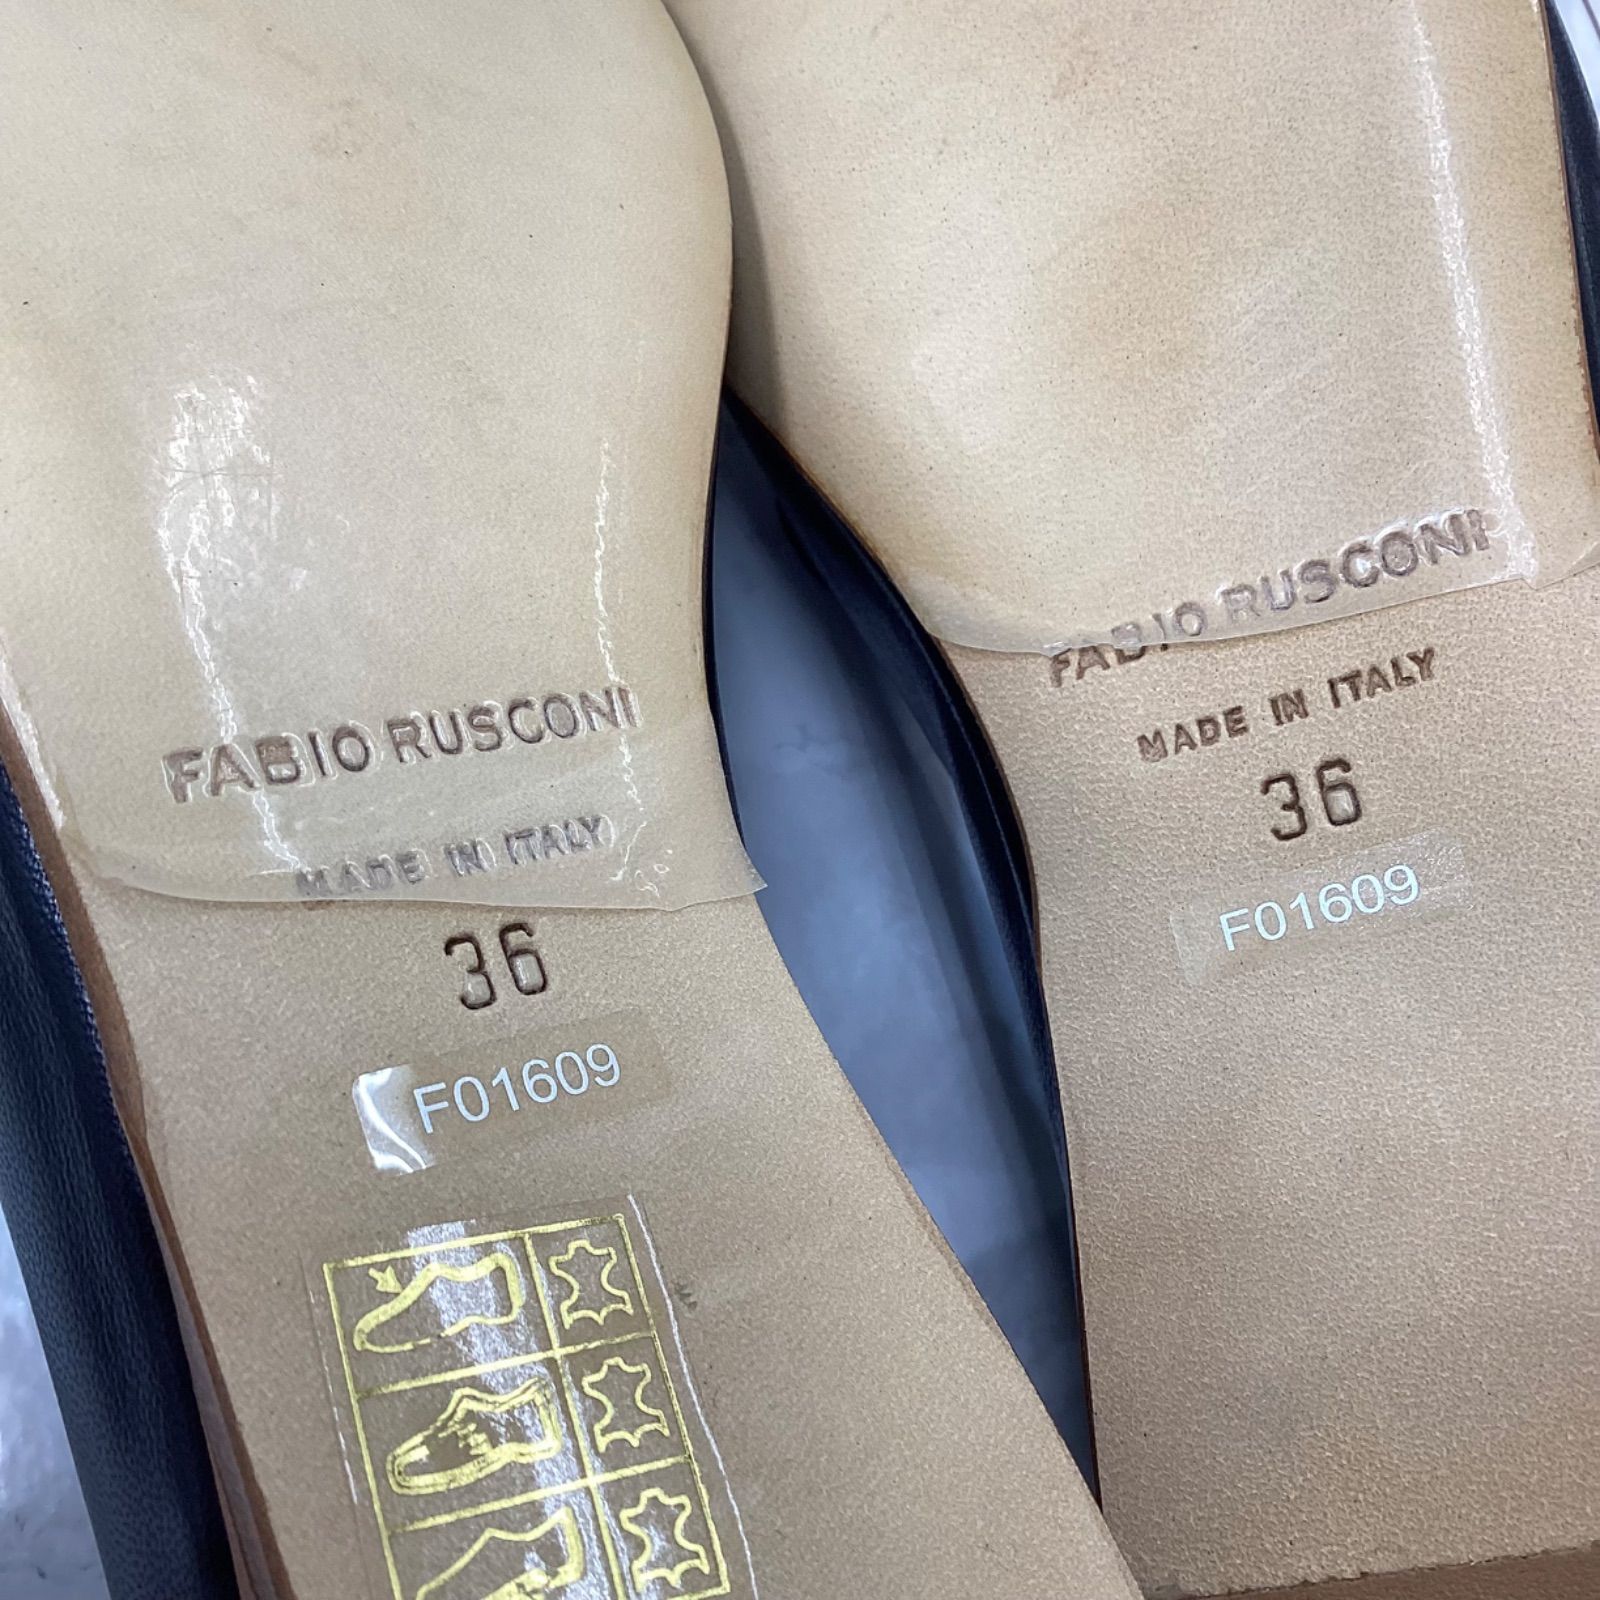 FABIO RUSCONI
MADE IN ITALY
36
F01609
FABIO RUSCONI
MADE IN ITALY
36
F01609